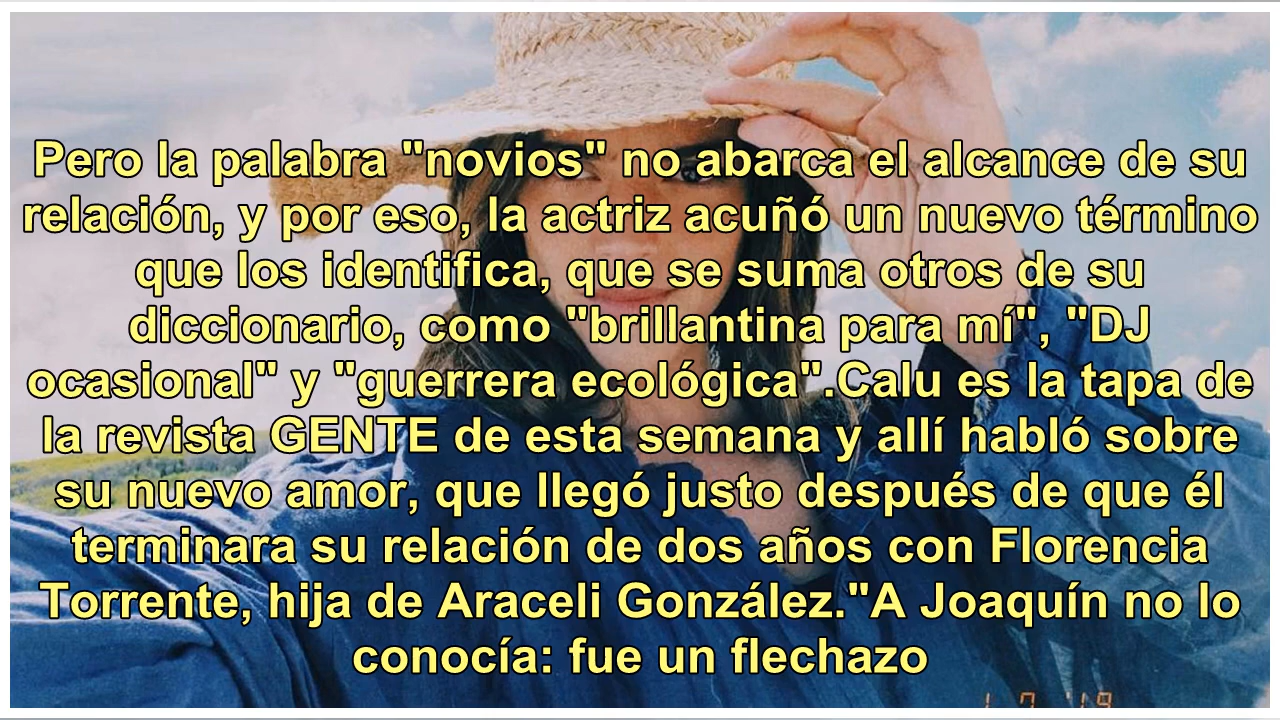 Pero la palabra "novios" no abarca el alcance de su
relación, y por eso, la actriz acuñó un nuevo término
que los identifica, que se suma otros de su
diccionario, como "brillantina para mí", "DJ
ocasional" y "guerrera ecológica".Calu es la tapa de
la revista GENTE de esta semana y allí habló sobre
su nuevo amor, que llegó justo después de que él
terminara su relación de dos años con Florencia
Torrente, hija de Araceli González."A Joaquín no lo
conocía: fue un flechazo